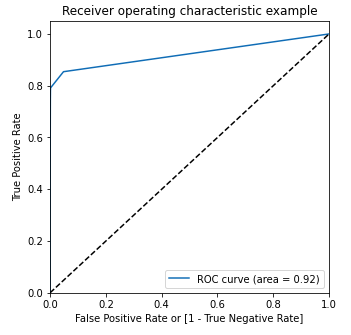 Receiver operating characteristic example
1.0
0.8
0.6
0.4
0.2
0.0
True Positive Rate
ROC curve (area = 0.92)
0.0 0.2 0.4 0.6 0.8 1.0
False Positive Rate or [1 - True Negative Rate]